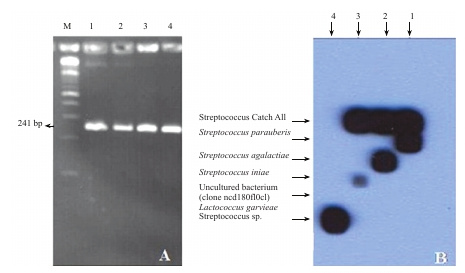 M 1 2 3 4
241 bp
A
4 3 2 1
Streptococcus Catch All
Streptococcus parauberis
Streptococcus agalactiae
Streptococcus iniae
Uncultured bacterium
(clone ncd180fl0cl)
Lactococcus garvieae
Streptococcus sp.
B